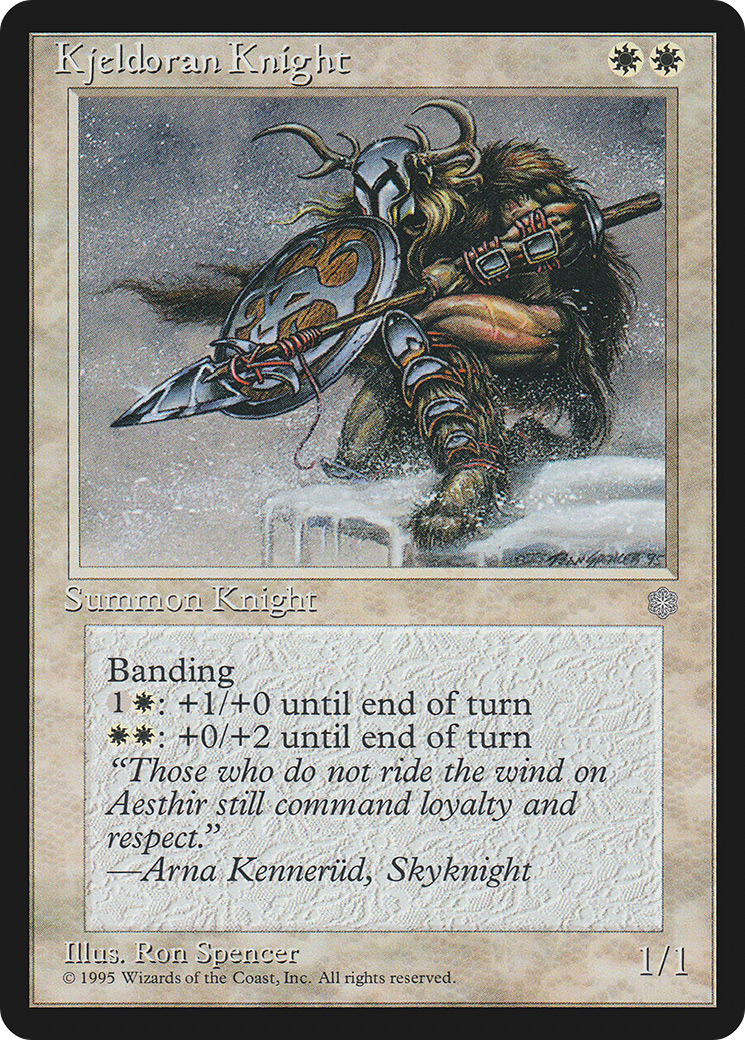 Kjeldoran Knight
Summon Knight
Banding
1: +1/+0 until end of turn
: +0/+2 until end of turn
“Those who do not ride the wind on
Aesthir still command loyalty and
respect.”
—Arna Kennerüd, Skyknight
Illus. Ron Spencer
1/1
© 1995 Wizards of the Coast, Inc. All rights reserved.